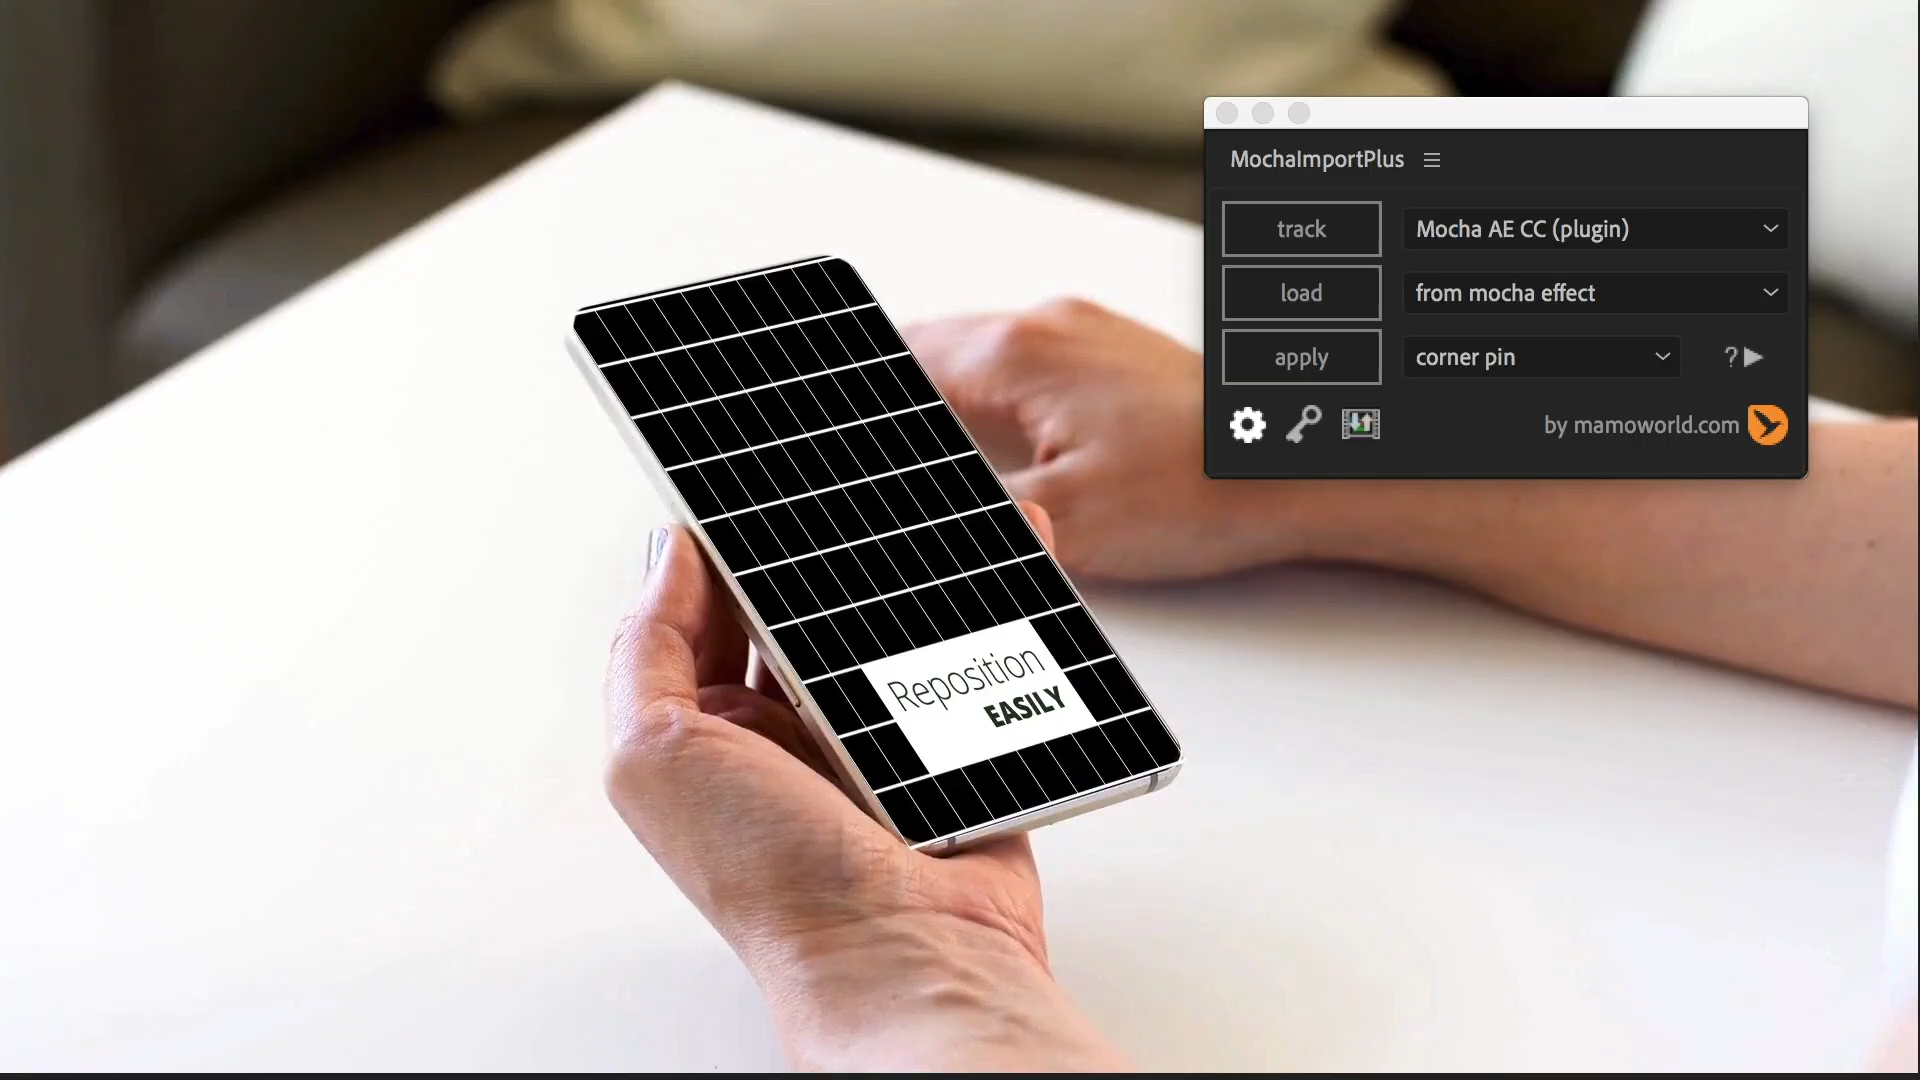 MochaImportPlus
track
Mocha AE CC (plugin)
load
from mocha effect
apply
corner pin
?
by mamoworld.com
Reposition
EASILY